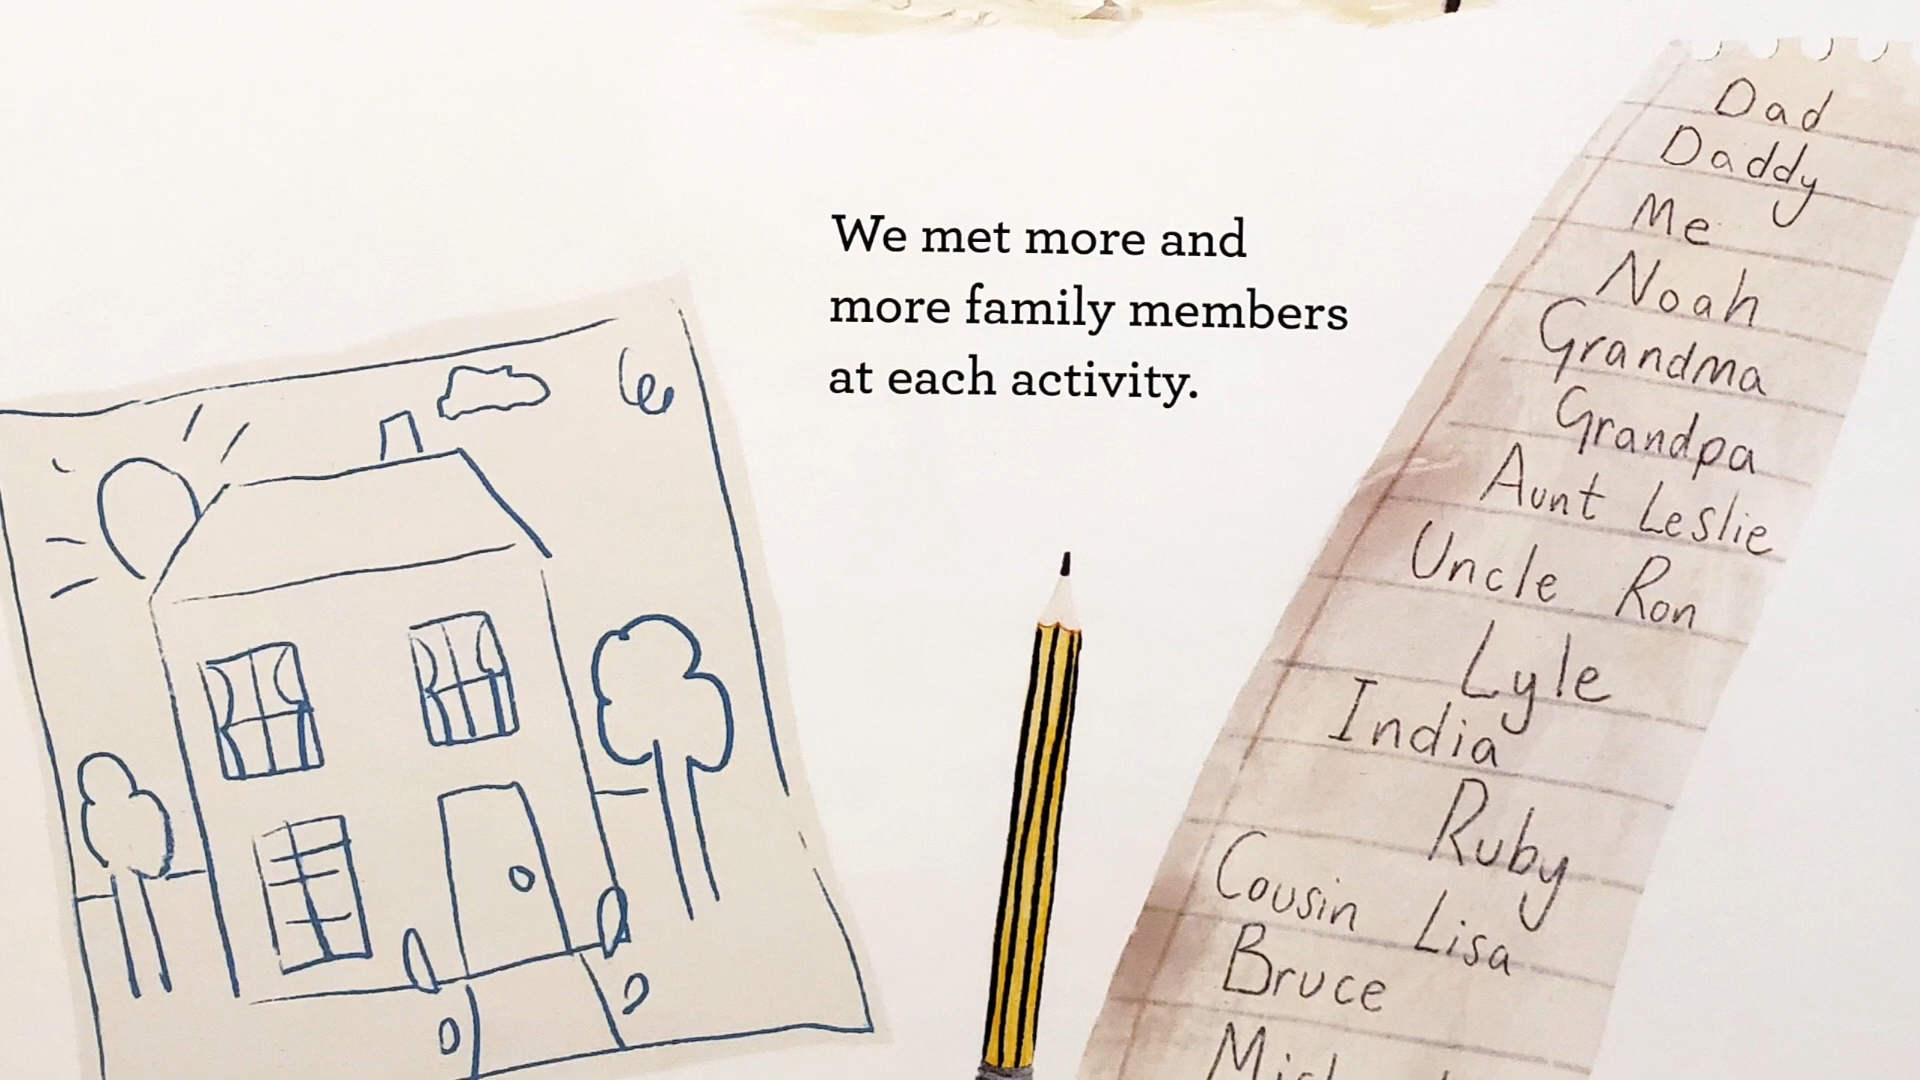 We met more and
more family members
at each activity.
Dad
Daddy
Me
Noah
Grandma
Grandpa
Aunt Leslie
Uncle Ron
Lyle
India
Ruby
Cousin Lisa
Bruce